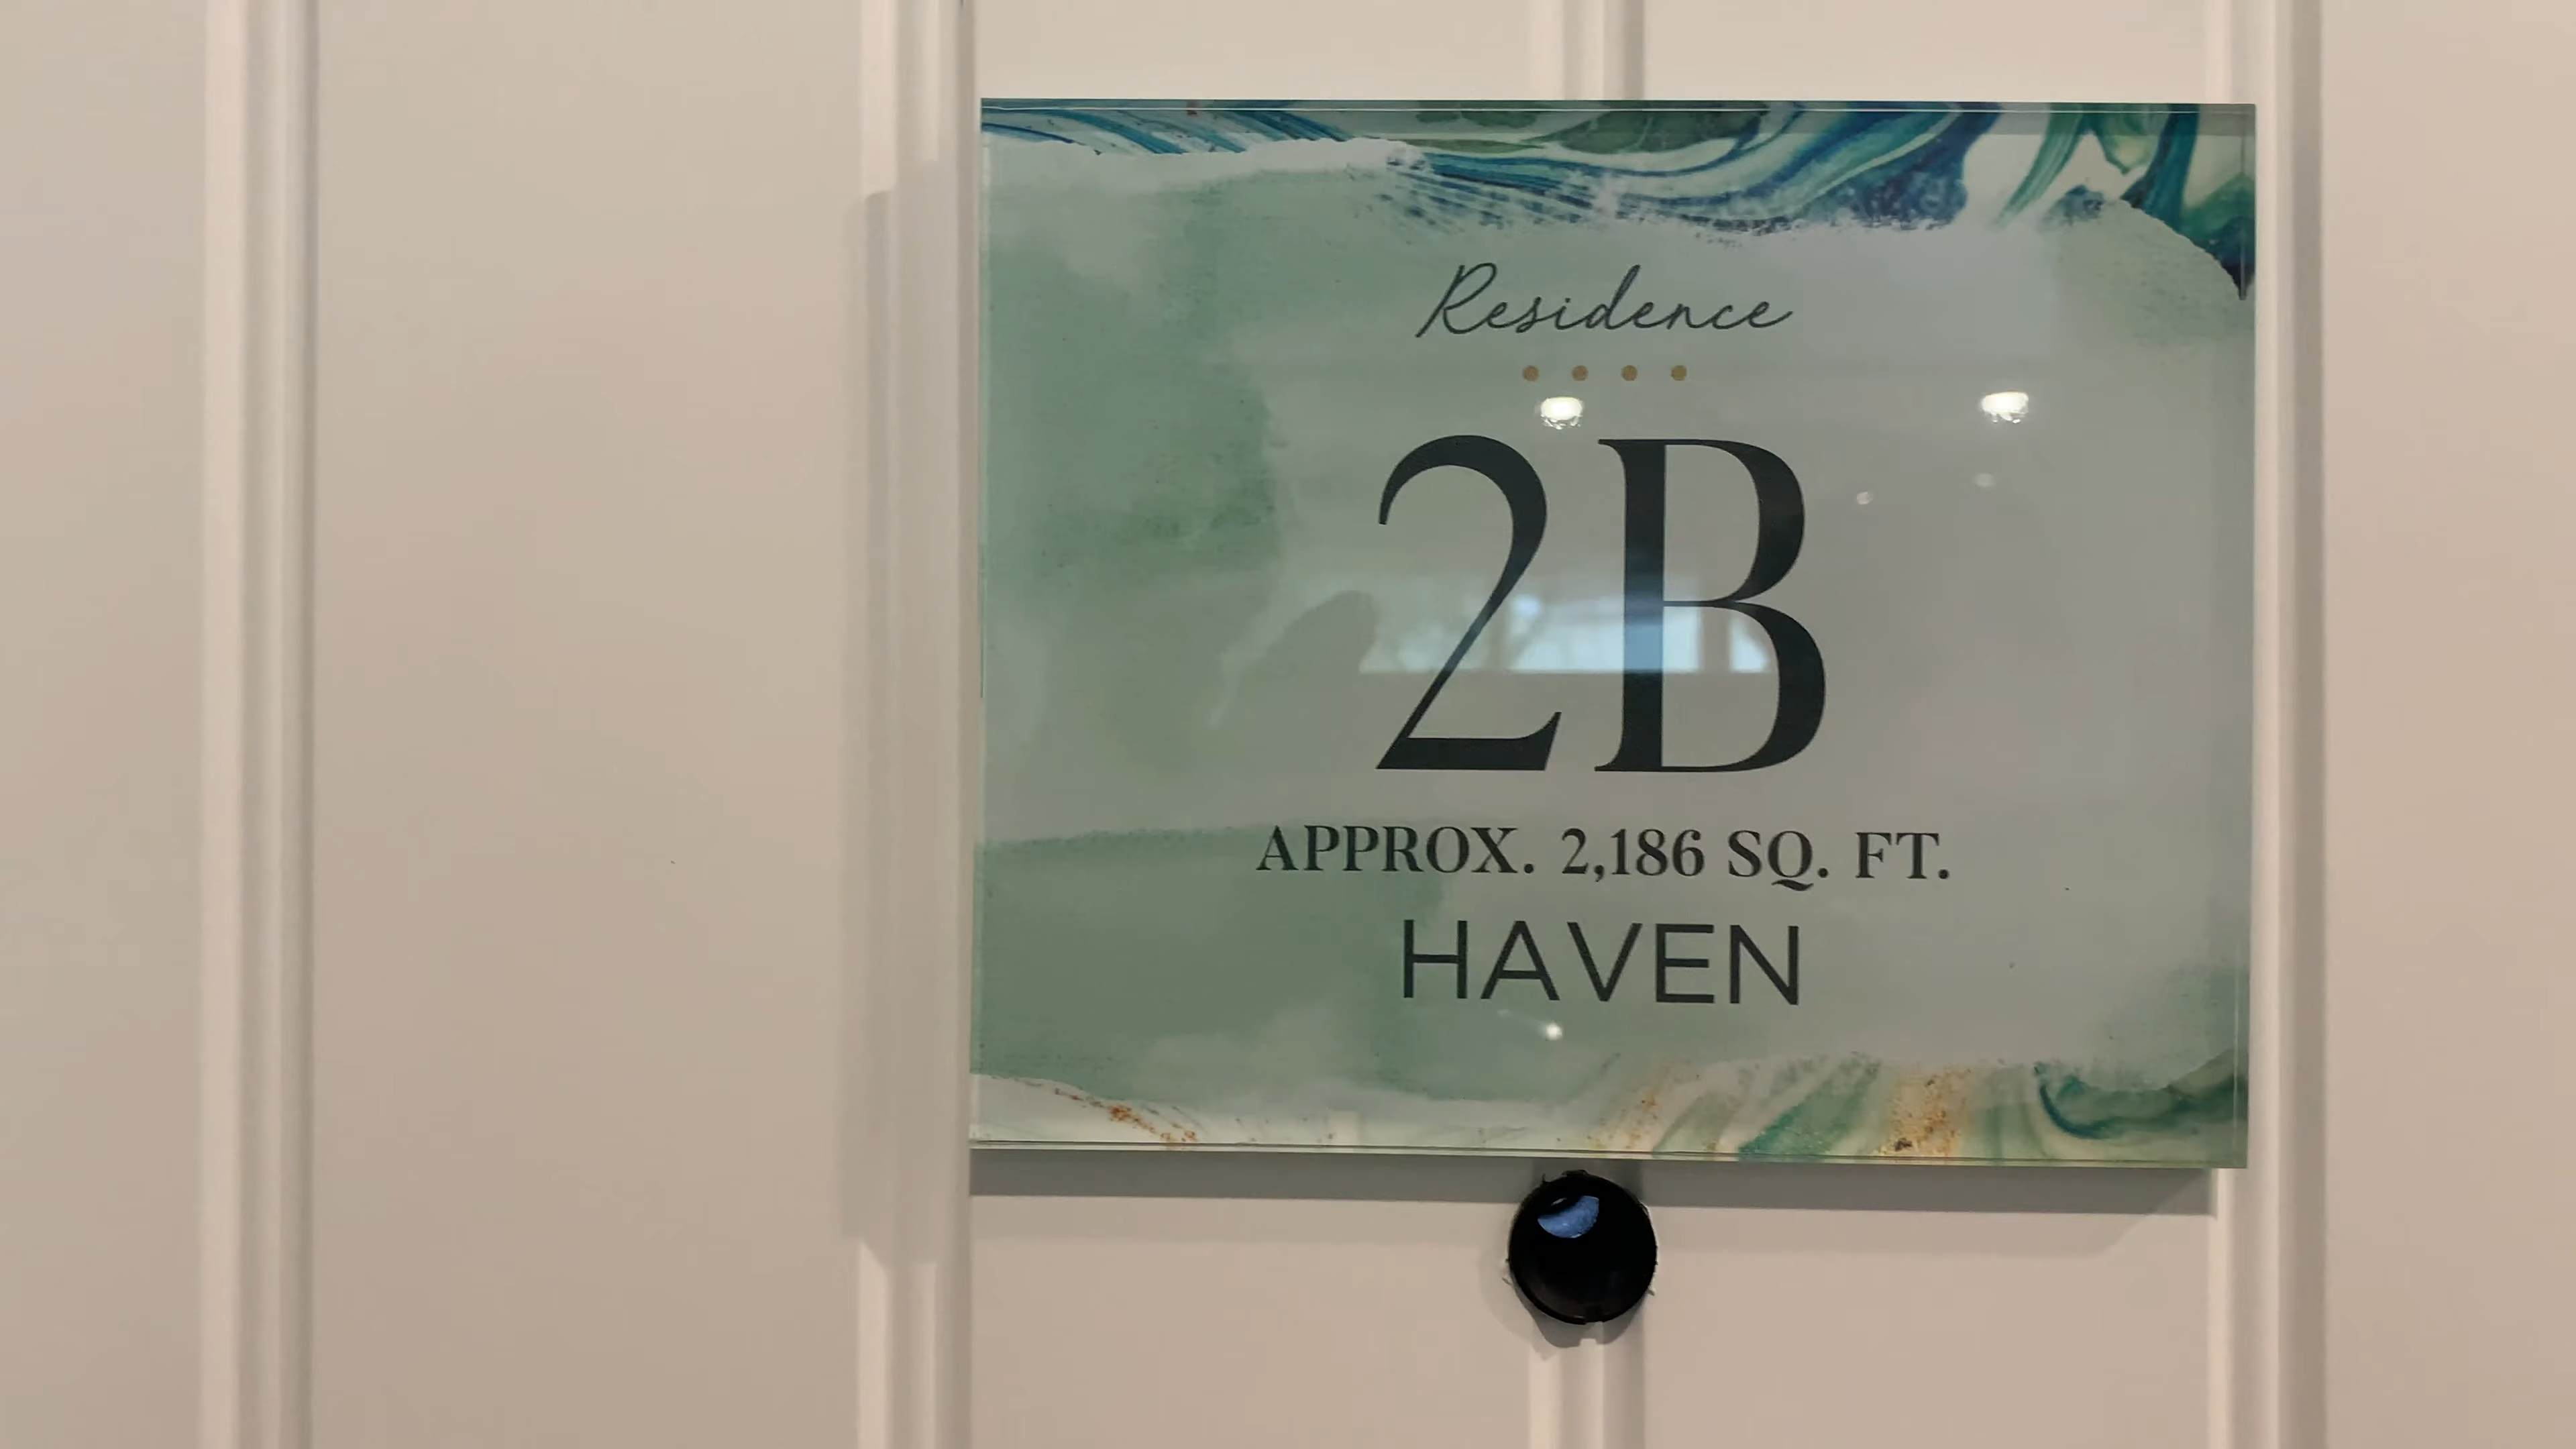 Residence
2B
APPROX. 2,186 SQ. FT.
HAVEN